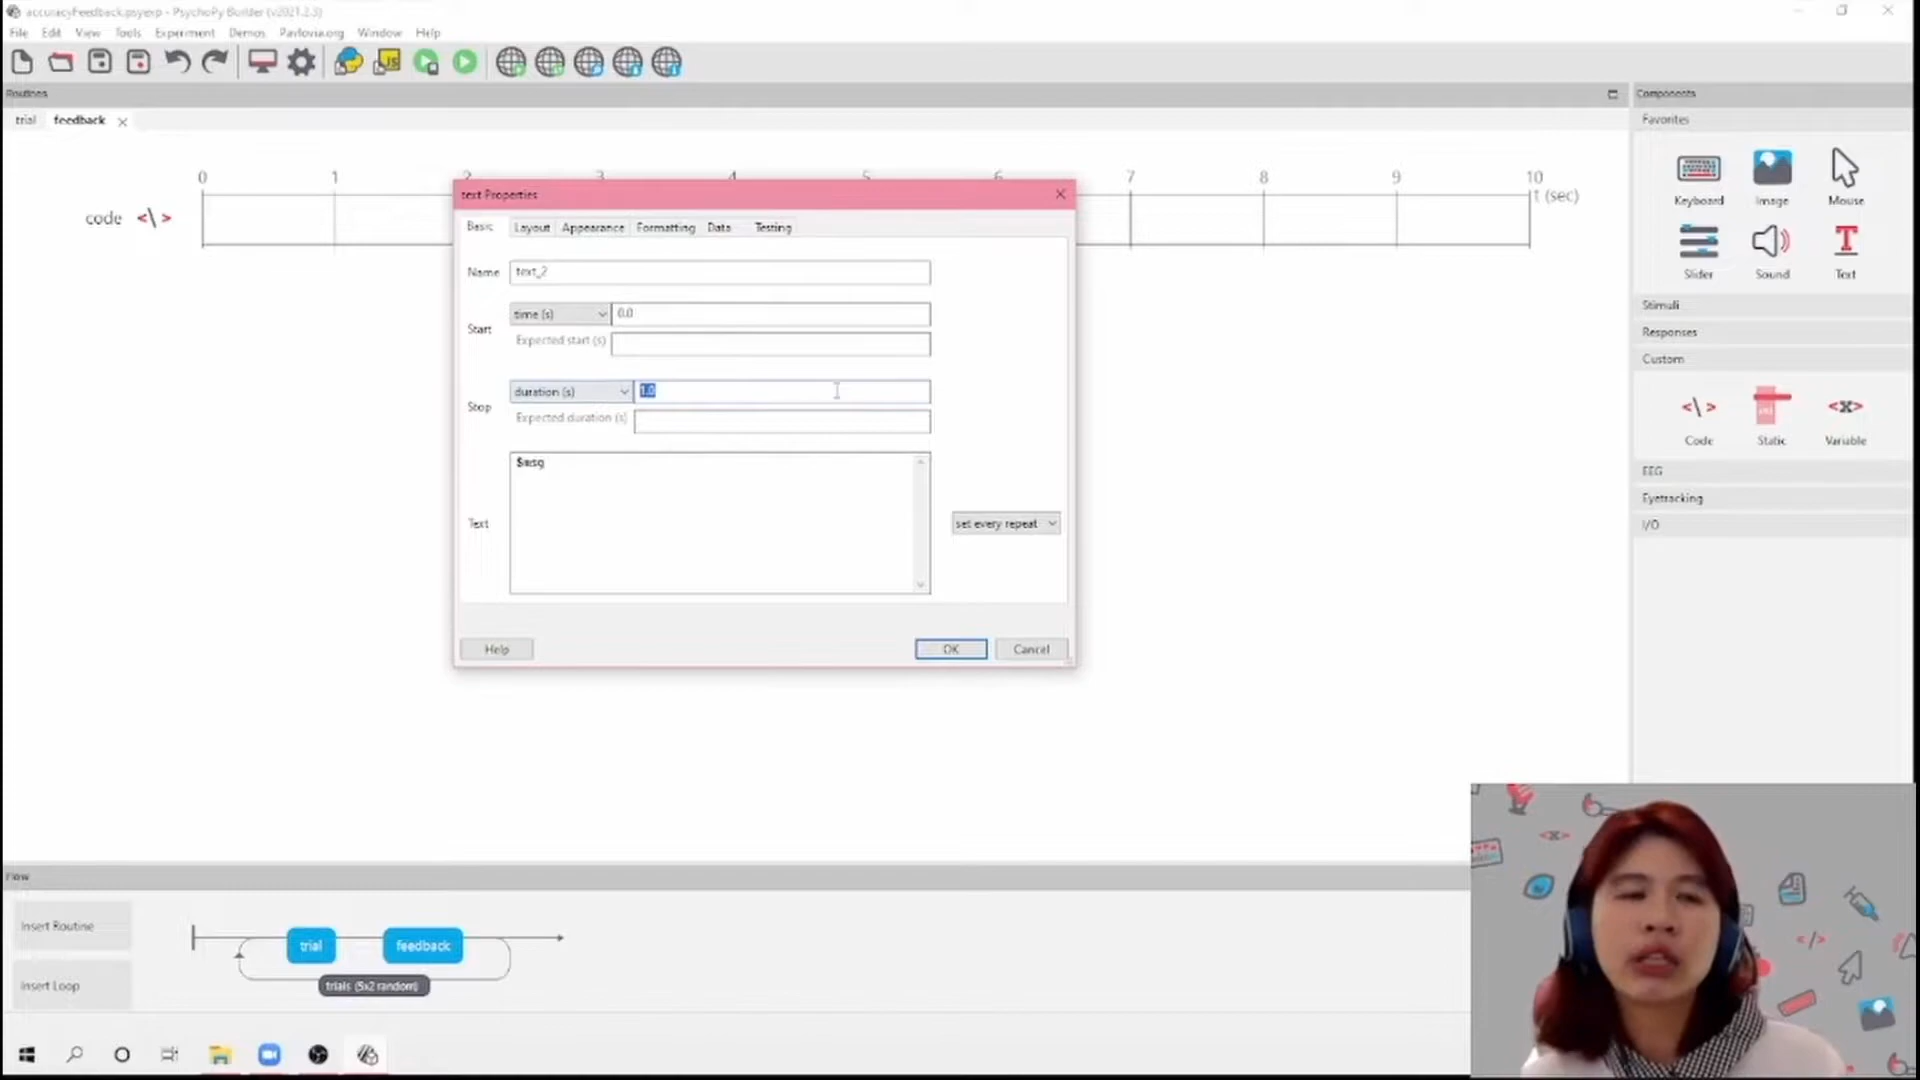 accuracyFeedback.psyexp - PsychoPy Builder (v2021.2.3)
File Edit View Tools Experiment Demos Pavlovia.org Window Help
JS
Routines
Components
trial feedback
Favorites
0 1 2 3 4 5 6 7 8 9 10
t (sec)
code
Keyboard Image Mouse
Slider Sound Text
Stimuli
Responses
Custom
Code Static Variable
EEG
Eyetracking
I/O
text Properties
Basic Layout Appearance Formatting Data Testing
Name text_2
Start time (s) 0.0
Expected start (s)
Stop duration (s) 1.0
Expected duration (s)
Text $msg set every repeat
Help OK Cancel
Flow
Insert Routine
Insert Loop
trial feedback
trials (5x2 random)